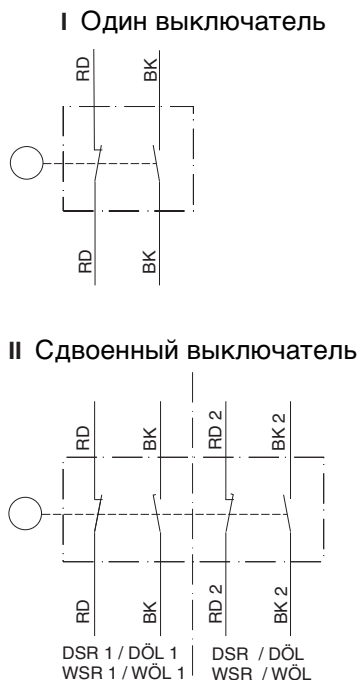 I Один выключатель
RD BK
RD BK
II Сдвоенный выключатель
RD BK RD 2 BK 2
RD BK RD 2 BK 2
DSR 1 / DÖL 1 DSR / DÖL
WSR 1 / WÖL 1 WSR / WÖL